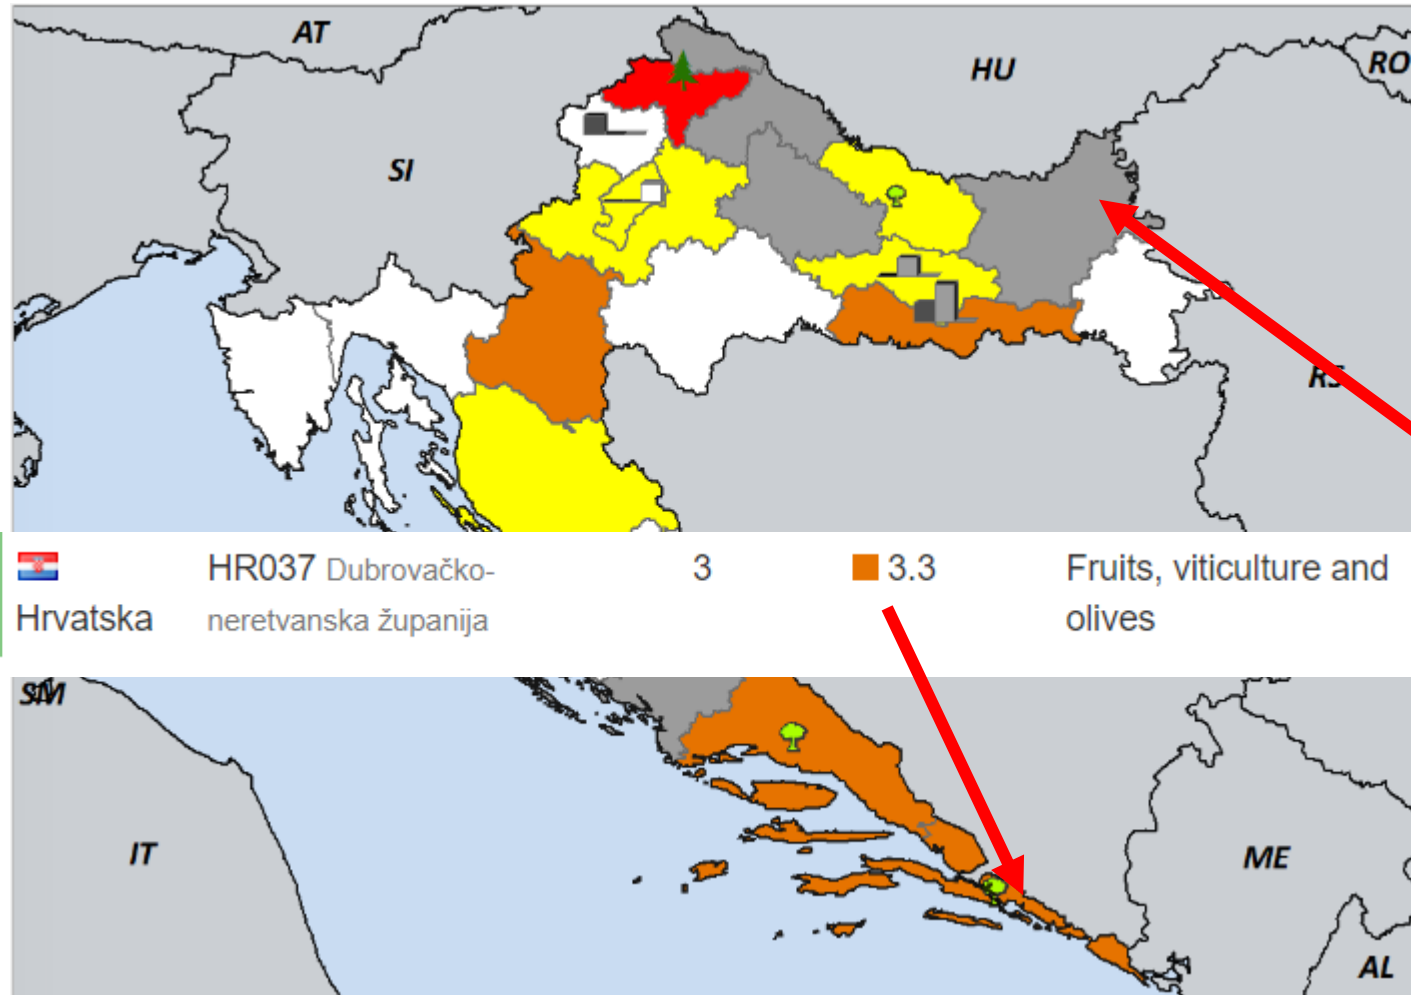 AT
HU
RO
SI
RS
Hrvatska
HR037 Dubrovačko-
neretvanska županija
3
3.3
Fruits, viticulture and
olives
SM
IT
ME
AL